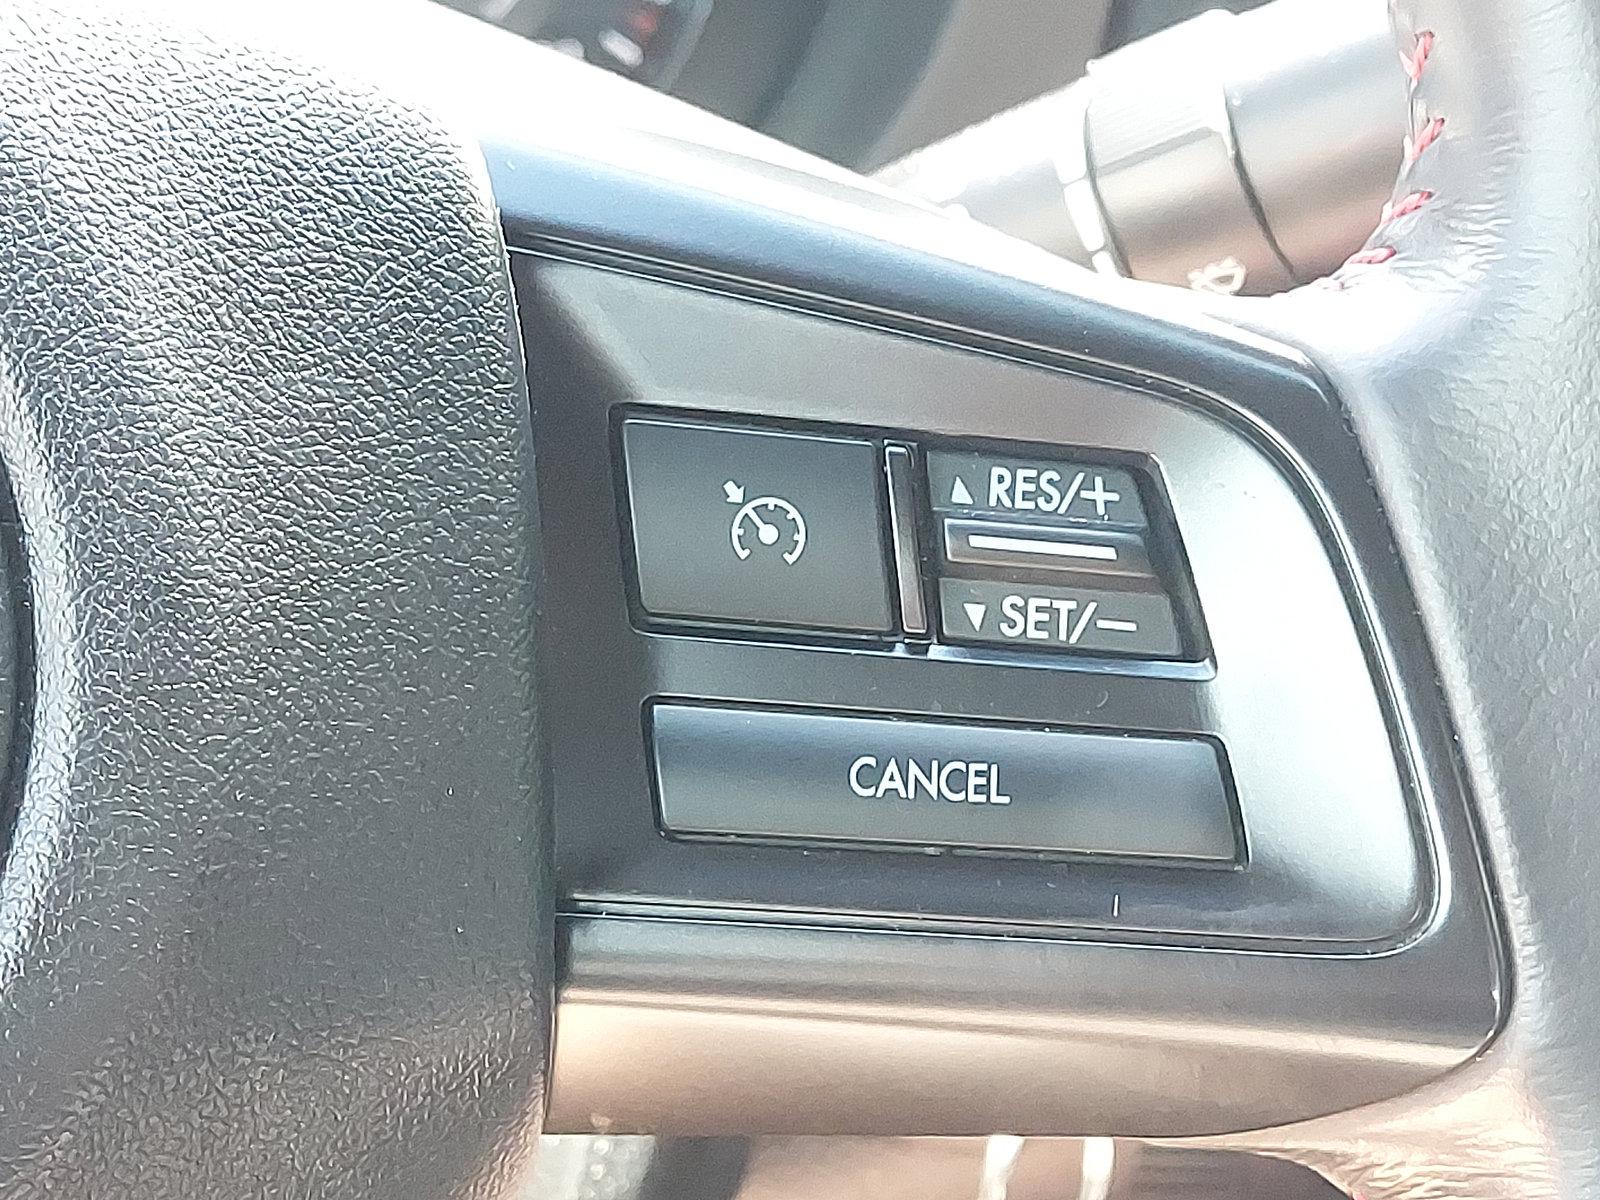 ▲ RES/+
▼ SET/−
CANCEL